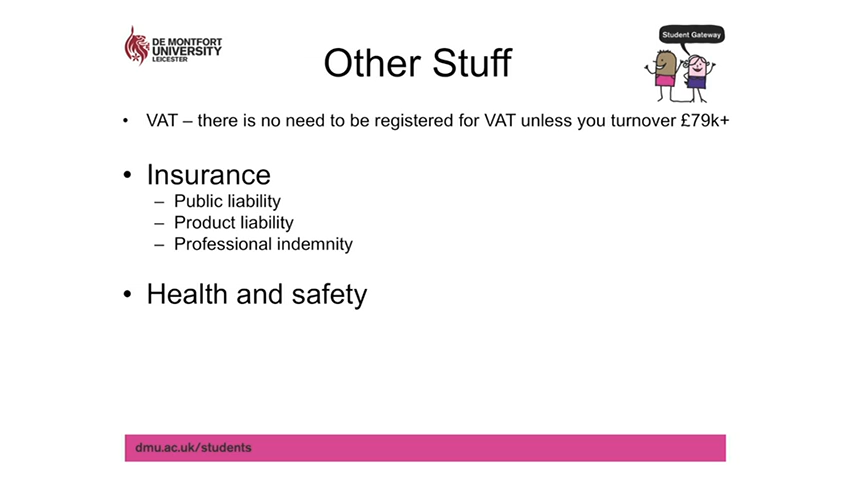 DE MONTFORT
UNIVERSITY
LEICESTER
Other Stuff
Student Gateway
• VAT – there is no need to be registered for VAT unless you turnover £79k+
• Insurance
– Public liability
– Product liability
– Professional indemnity
• Health and safety
dmu.ac.uk/students